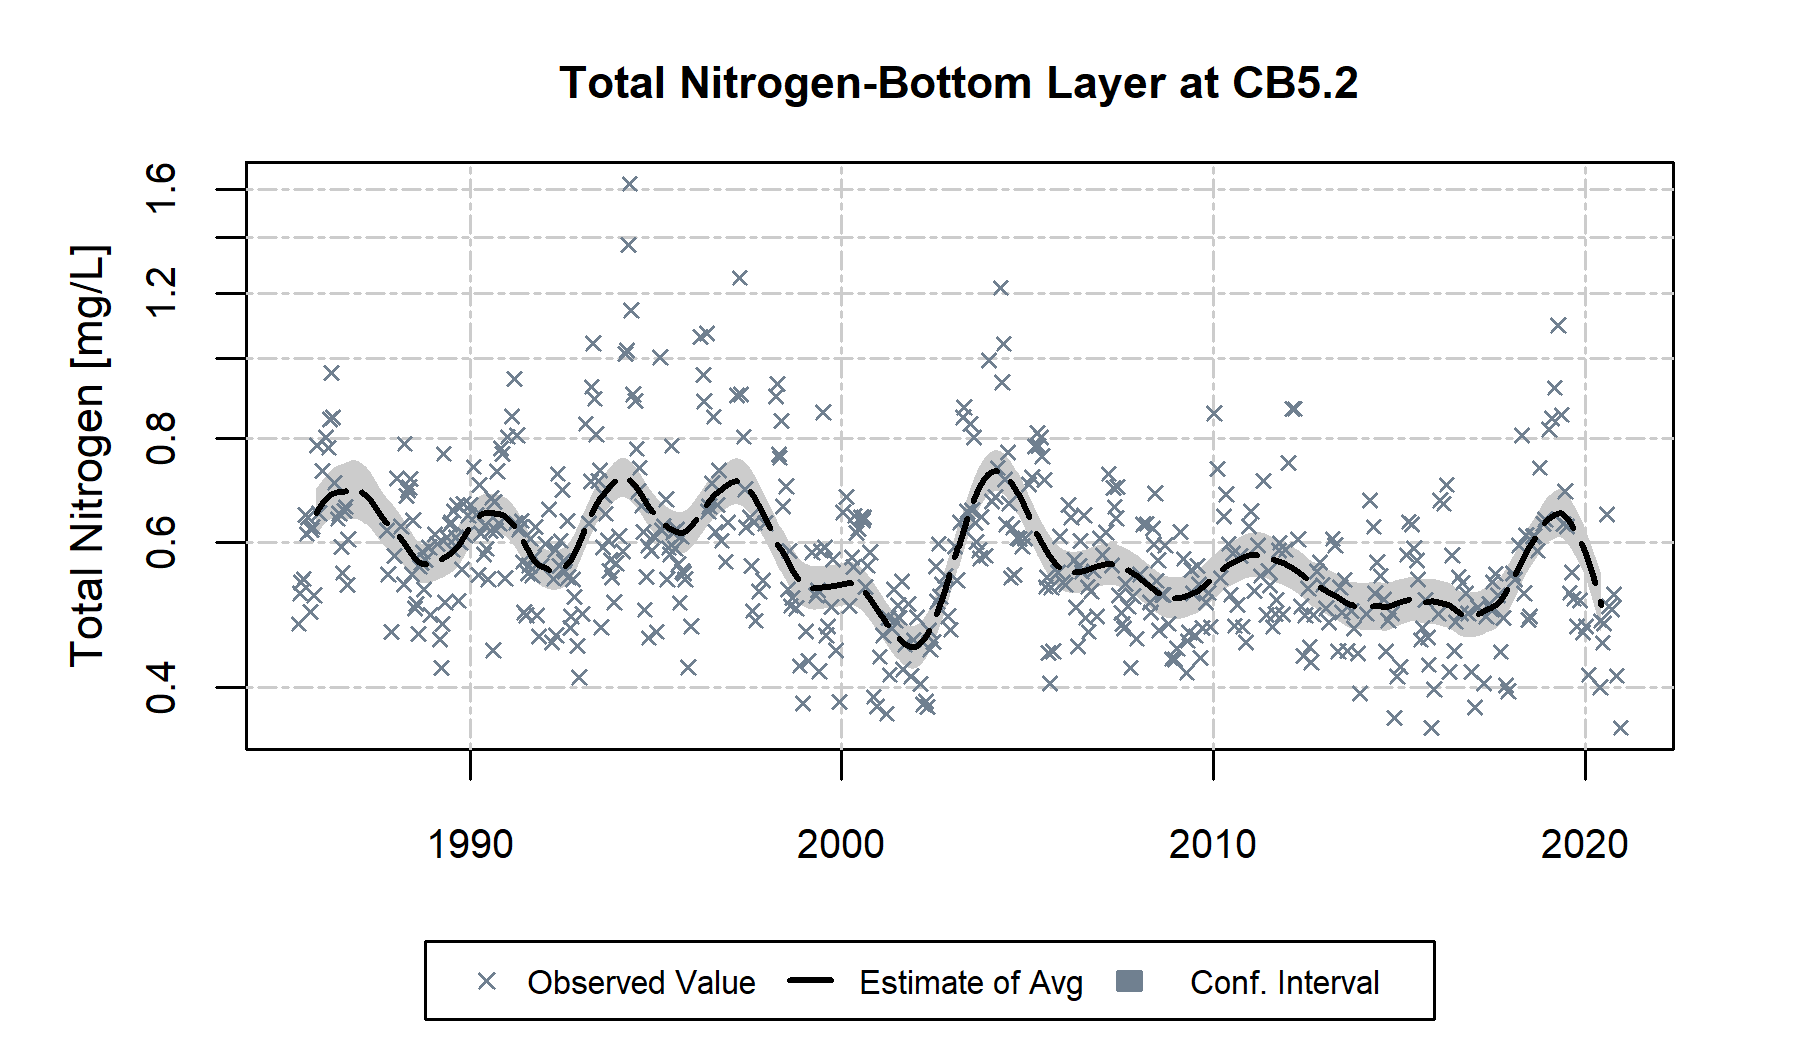 Total Nitrogen-Bottom Layer at CB5.2
Total Nitrogen [mg/L]
1.6
1.2
0.8
0.6
0.4
1990 2000 2010 2020
Observed Value Estimate of Avg Conf. Interval